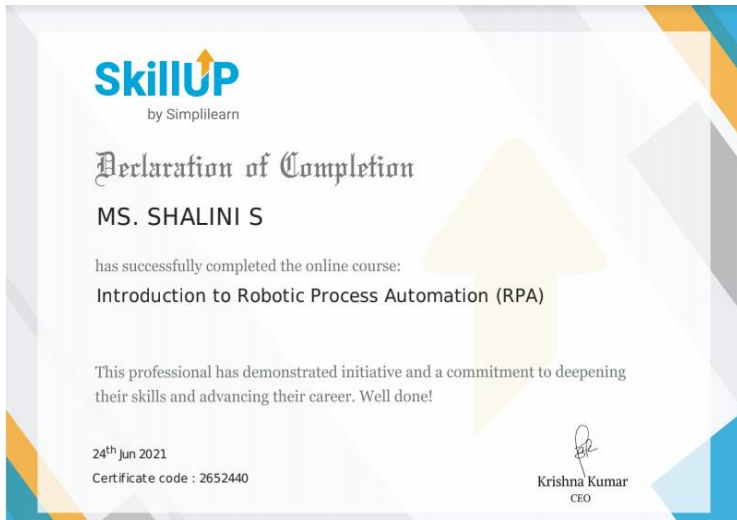 SkillUP
by Simplilearn
Declaration of Completion
MS. SHALINI S
has successfully completed the online course:
Introduction to Robotic Process Automation (RPA)
This professional has demonstrated initiative and a commitment to deepening
their skills and advancing their career. Well done!
24th Jun 2021
Certificate code : 2652440
Krishna Kumar
CEO